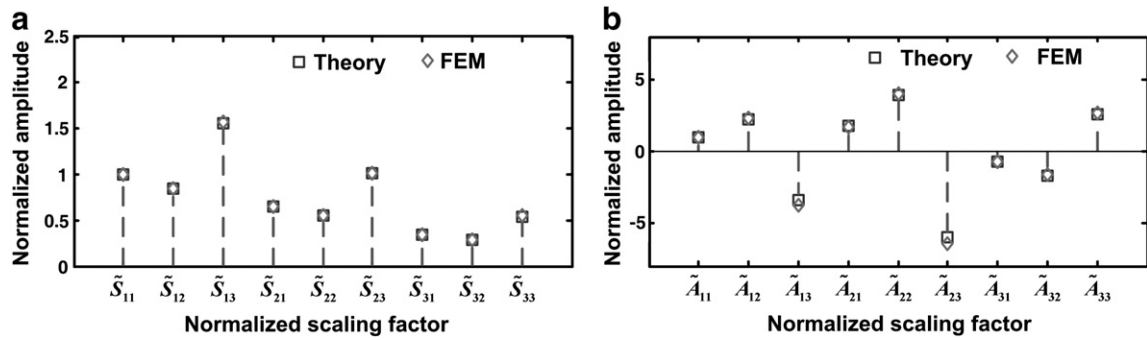 a
Normalized amplitude
2.5
2
1.5
1
0.5
0
Theory FEM
S̃11 S̃12 S̃13 S̃21 S̃22 S̃23 S̃31 S̃32 S̃33
Normalized scaling factor
b
Normalized amplitude
5
0
-5
Theory FEM
Ã11 Ã12 Ã13 Ã21 Ã22 Ã23 Ã31 Ã32 Ã33
Normalized scaling factor